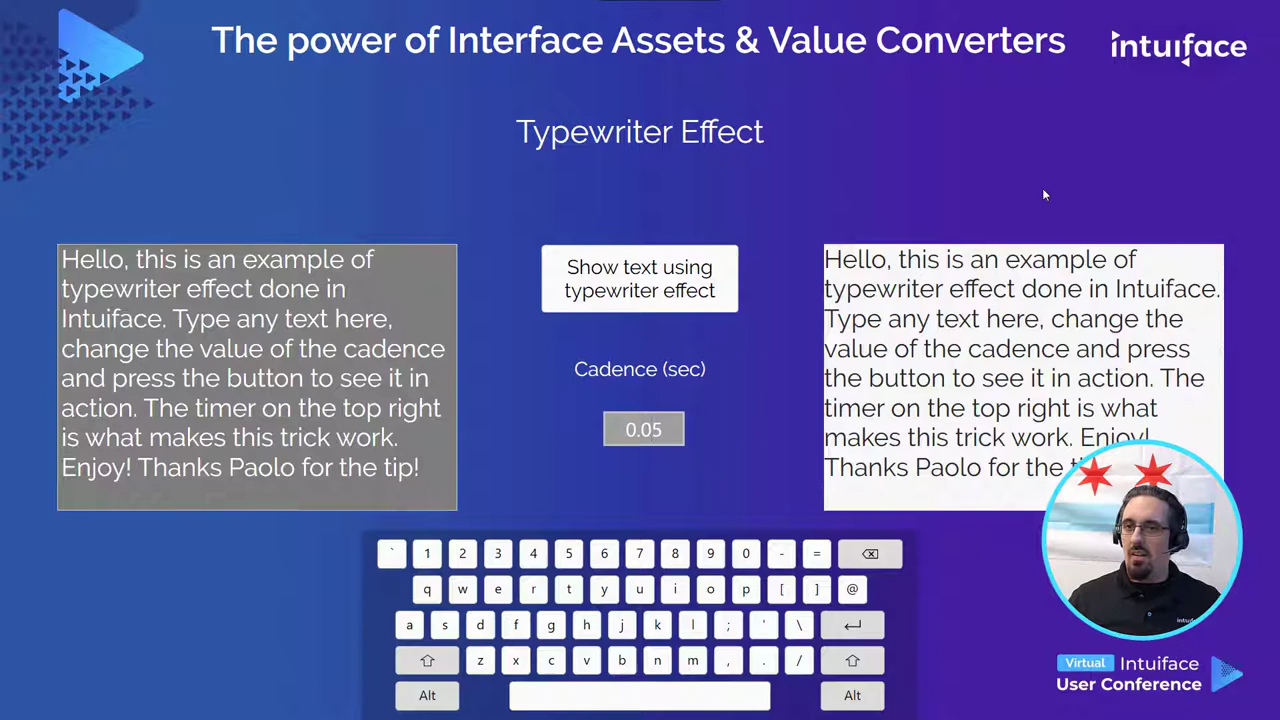 The power of Interface Assets & Value Converters
intuıface
Typewriter Effect
Hello, this is an example of
typewriter effect done in
Intuiface. Type any text here,
change the value of the cadence
and press the button to see it in
action. The timer on the top right
is what makes this trick work.
Enjoy! Thanks Paolo for the tip!
Show text using
typewriter effect
Cadence (sec)
0.05
Hello, this is an example of
typewriter effect done in Intuiface.
Type any text here, change the
value of the cadence and press
the button to see it in action. The
timer on the top right is what
makes this trick work. Enjoy!
Thanks Paolo for the
` 1 2 3 4 5 6 7 8 9 0 - =
q w e r t y u i o p [ ] @
a s d f g h j k l ; ' \
z x c v b n m , . /
Alt Alt
Virtual Intuiface
User Conference